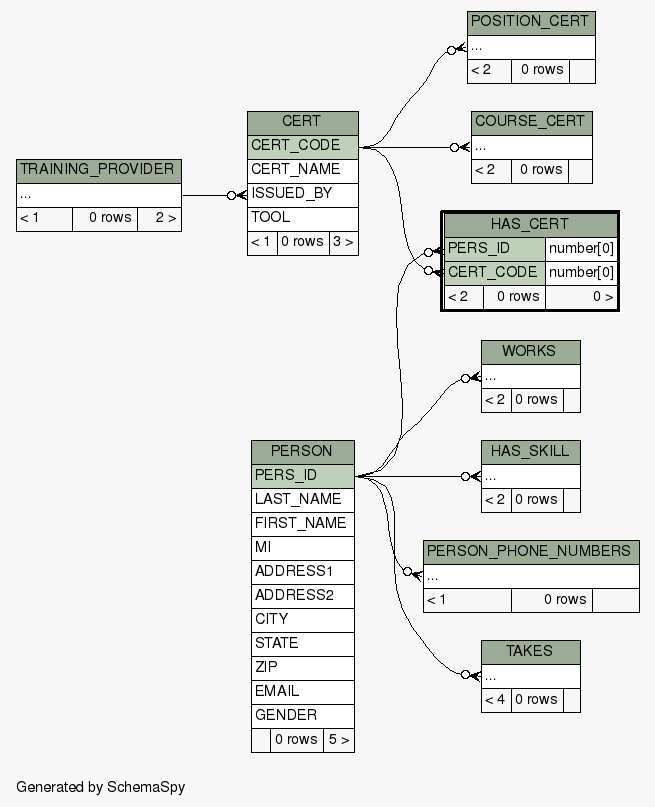 POSITION_CERT
...
< 2 0 rows
CERT
CERT_CODE
CERT_NAME
ISSUED_BY
TOOL
< 1 0 rows 3 >
COURSE_CERT
...
< 2 0 rows
TRAINING_PROVIDER
...
< 1 0 rows 2 >
HAS_CERT
PERS_ID number[0]
CERT_CODE number[0]
< 2 0 rows 0 >
WORKS
...
< 2 0 rows
PERSON
PERS_ID
LAST_NAME
FIRST_NAME
MI
ADDRESS1
ADDRESS2
CITY
STATE
ZIP
EMAIL
GENDER
0 rows 5 >
HAS_SKILL
...
< 2 0 rows
PERSON_PHONE_NUMBERS
...
< 1 0 rows
TAKES
...
< 4 0 rows
Generated by SchemaSpy